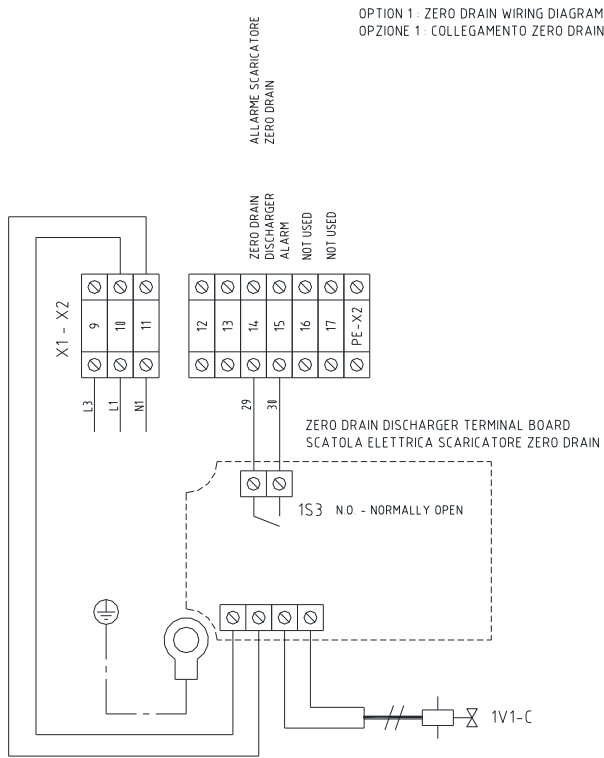 OPTION 1 : ZERO DRAIN WIRING DIAGRAM
OPZIONE 1 : COLLEGAMENTO ZERO DRAIN
ALLARME SCARICATORE
ZERO DRAIN
ZERO DRAIN
DISCHARGER
ALARM
NOT USED
NOT USED
X1 - X2
9
10
11
12
13
14
15
16
17
PE-X2
L3
L1
N1
29
30
ZERO DRAIN DISCHARGER TERMINAL BOARD
SCATOLA ELETTRICA SCARICATORE ZERO DRAIN
1S3 N.O. - NORMALLY OPEN
1V1-C